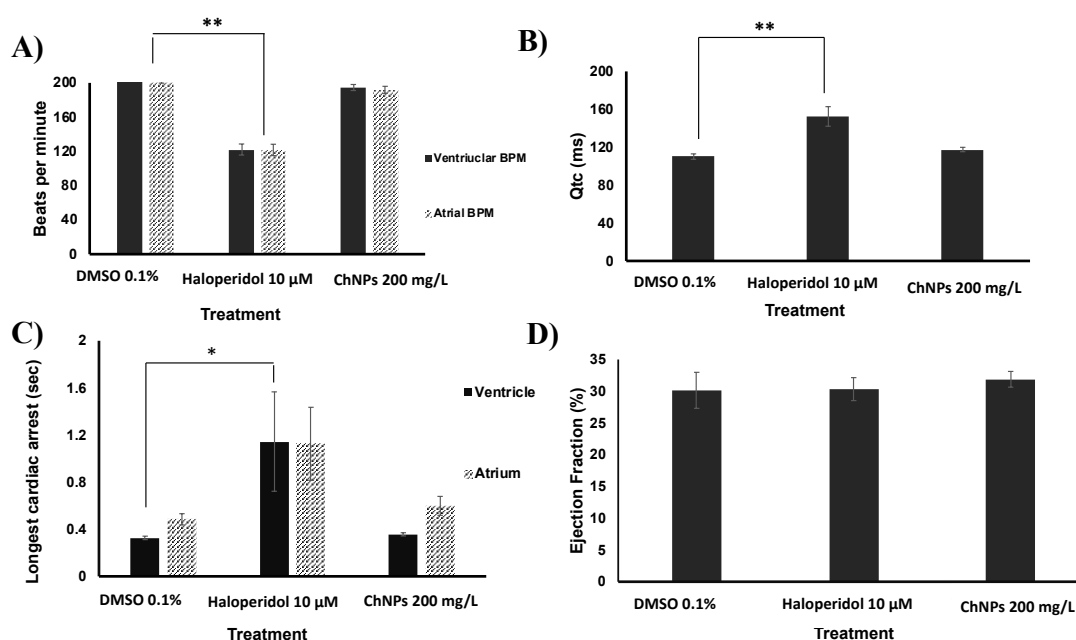 A)
**
200
160
120
80
40
0
Beats per minute
DMSO 0.1%
Haloperidol 10 µM
ChNPs 200 mg/L
Treatment
Ventriuclar BPM
Atrial BPM
B)
**
200
160
120
80
40
0
Qtc (ms)
DMSO 0.1%
Haloperidol 10 µM
ChNPs 200 mg/L
Treatment
C)
*
2
1.6
1.2
0.8
0.4
0
Longest cardiac arrest (sec)
DMSO 0.1%
Haloperidol 10 µM
ChNPs 200 mg/L
Treatment
Ventricle
Atrium
D)
35
30
25
20
15
10
5
0
Ejection Fraction (%)
DMSO 0.1%
Haloperidol 10 µM
ChNPs 200 mg/L
Treatment